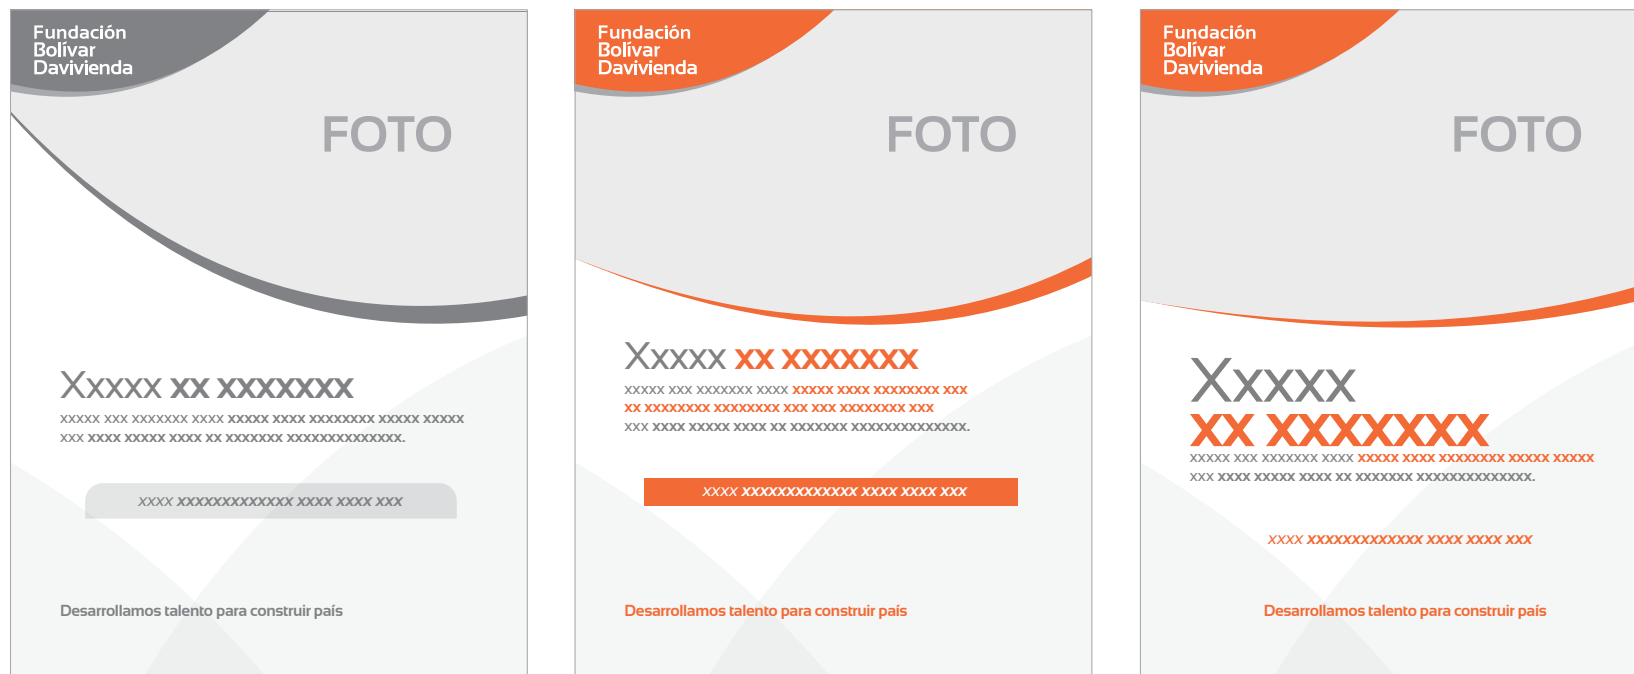 Fundación
Bolívar
Davivienda
FOTO
Xxxxx xx xxxxxxx
xxxxx xxx xxxxxxx xxxx xxxxx xxxx xxxxxxxx xxxxx xxxxx
xxx xxxx xxxxx xxxx xx xxxxxxx xxxxxxxxxxxxxx.
xxxx xxxxxxxxxxxxx xxxx xxxx xxx
Desarrollamos talento para construir país
Fundación
Bolívar
Davivienda
FOTO
Xxxxx xx xxxxxxx
xxxxx xxx xxxxxxx xxxx xxxxx xxxx xxxxxxxx xxx
xx xxxxxxxx xxxxxxxx xxx xxx xxxxxxxx xxx
xxx xxxx xxxxx xxxx xx xxxxxxx xxxxxxxxxxxxxx.
xxxx xxxxxxxxxxxxx xxxx xxxx xxx
Desarrollamos talento para construir país
Fundación
Bolívar
Davivienda
FOTO
Xxxxx
xx xxxxxxx
xxxxx xxx xxxxxxx xxxx xxxxx xxxx xxxxxxxx xxxxx xxxxx
xxx xxxx xxxxx xxxx xx xxxxxxx xxxxxxxxxxxxxx.
xxxx xxxxxxxxxxxxx xxxx xxxx xxx
Desarrollamos talento para construir país